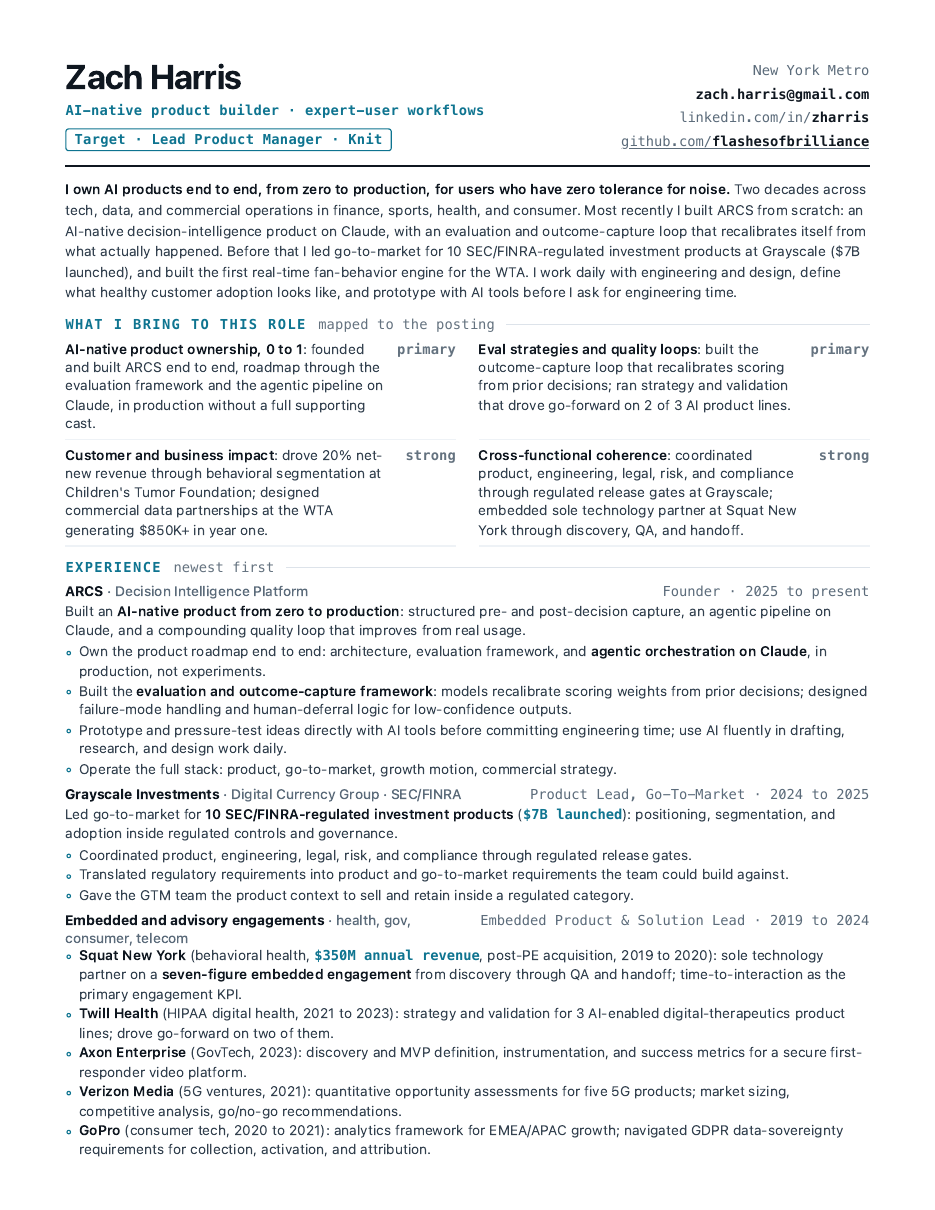 Zach Harris
AI-native product builder · expert-user workflows
Target · Lead Product Manager · Knit
New York Metro
zach.harris@gmail.com
linkedin.com/in/zharris
github.com/flashesofbrilliance
I own AI products end to end, from zero to production, for users who have zero tolerance for noise. Two decades across
tech, data, and commercial operations in finance, sports, health, and consumer. Most recently I built ARCS from scratch: an
AI-native decision-intelligence product on Claude, with an evaluation and outcome-capture loop that recalibrates itself from
what actually happened. Before that I led go-to-market for 10 SEC/FINRA-regulated investment products at Grayscale ($7B
launched), and built the first real-time fan-behavior engine for the WTA. I work daily with engineering and design, define
what healthy customer adoption looks like, and prototype with AI tools before I ask for engineering time.
WHAT I BRING TO THIS ROLE mapped to the posting
AI-native product ownership, 0 to 1: founded primary
and built ARCS end to end, roadmap through the
evaluation framework and the agentic pipeline on
Claude, in production without a full supporting
cast.
Eval strategies and quality loops: built the primary
outcome-capture loop that recalibrates scoring
from prior decisions; ran strategy and validation
that drove go-forward on 2 of 3 AI product lines.
Customer and business impact: drove 20% net- strong
new revenue through behavioral segmentation at
Children's Tumor Foundation; designed
commercial data partnerships at the WTA
generating $850K+ in year one.
Cross-functional coherence: coordinated strong
product, engineering, legal, risk, and compliance
through regulated release gates at Grayscale;
embedded sole technology partner at Squat New
York through discovery, QA, and handoff.
EXPERIENCE newest first
ARCS · Decision Intelligence Platform Founder · 2025 to present
Built an AI-native product from zero to production: structured pre- and post-decision capture, an agentic pipeline on
Claude, and a compounding quality loop that improves from real usage.
Own the product roadmap end to end: architecture, evaluation framework, and agentic orchestration on Claude, in
production, not experiments.
Built the evaluation and outcome-capture framework: models recalibrate scoring weights from prior decisions; designed
failure-mode handling and human-deferral logic for low-confidence outputs.
Prototype and pressure-test ideas directly with AI tools before committing engineering time; use AI fluently in drafting,
research, and design work daily.
Operate the full stack: product, go-to-market, growth motion, commercial strategy.
Grayscale Investments · Digital Currency Group · SEC/FINRA Product Lead, Go-To-Market · 2024 to 2025
Led go-to-market for 10 SEC/FINRA-regulated investment products ($7B launched): positioning, segmentation, and
adoption inside regulated controls and governance.
Coordinated product, engineering, legal, risk, and compliance through regulated release gates.
Translated regulatory requirements into product and go-to-market requirements the team could build against.
Gave the GTM team the product context to sell and retain inside a regulated category.
Embedded and advisory engagements · health, gov, Embedded Product & Solution Lead · 2019 to 2024
consumer, telecom
Squat New York (behavioral health, $350M annual revenue, post-PE acquisition, 2019 to 2020): sole technology
partner on a seven-figure embedded engagement from discovery through QA and handoff; time-to-interaction as the
primary engagement KPI.
Twill Health (HIPAA digital health, 2021 to 2023): strategy and validation for 3 AI-enabled digital-therapeutics product
lines; drove go-forward on two of them.
Axon Enterprise (GovTech, 2023): discovery and MVP definition, instrumentation, and success metrics for a secure first-
responder video platform.
Verizon Media (5G ventures, 2021): quantitative opportunity assessments for five 5G products; market sizing,
competitive analysis, go/no-go recommendations.
GoPro (consumer tech, 2020 to 2021): analytics framework for EMEA/APAC growth; navigated GDPR data-sovereignty
requirements for collection, activation, and attribution.